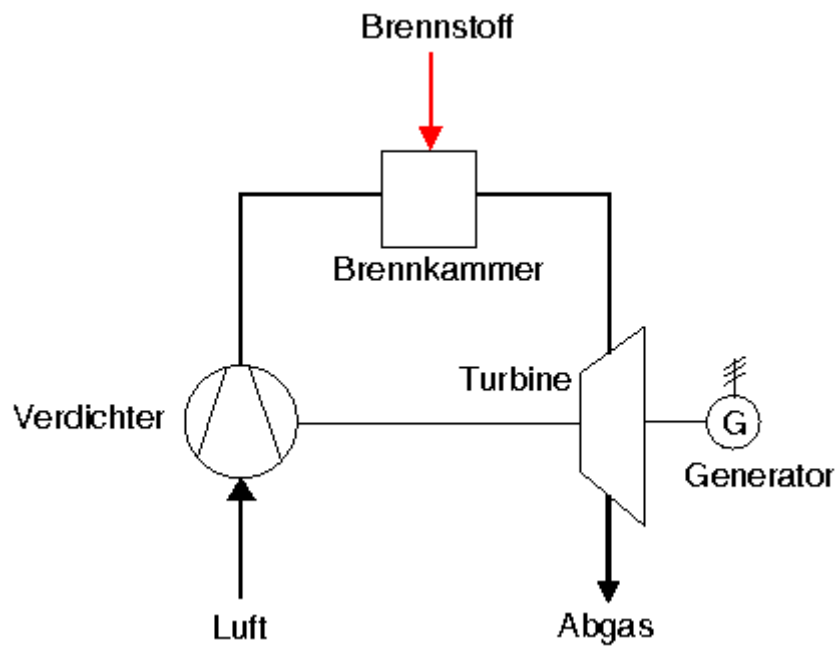 Brennstoff
Brennkammer
Turbine
Verdichter
G
Generator
Luft
Abgas